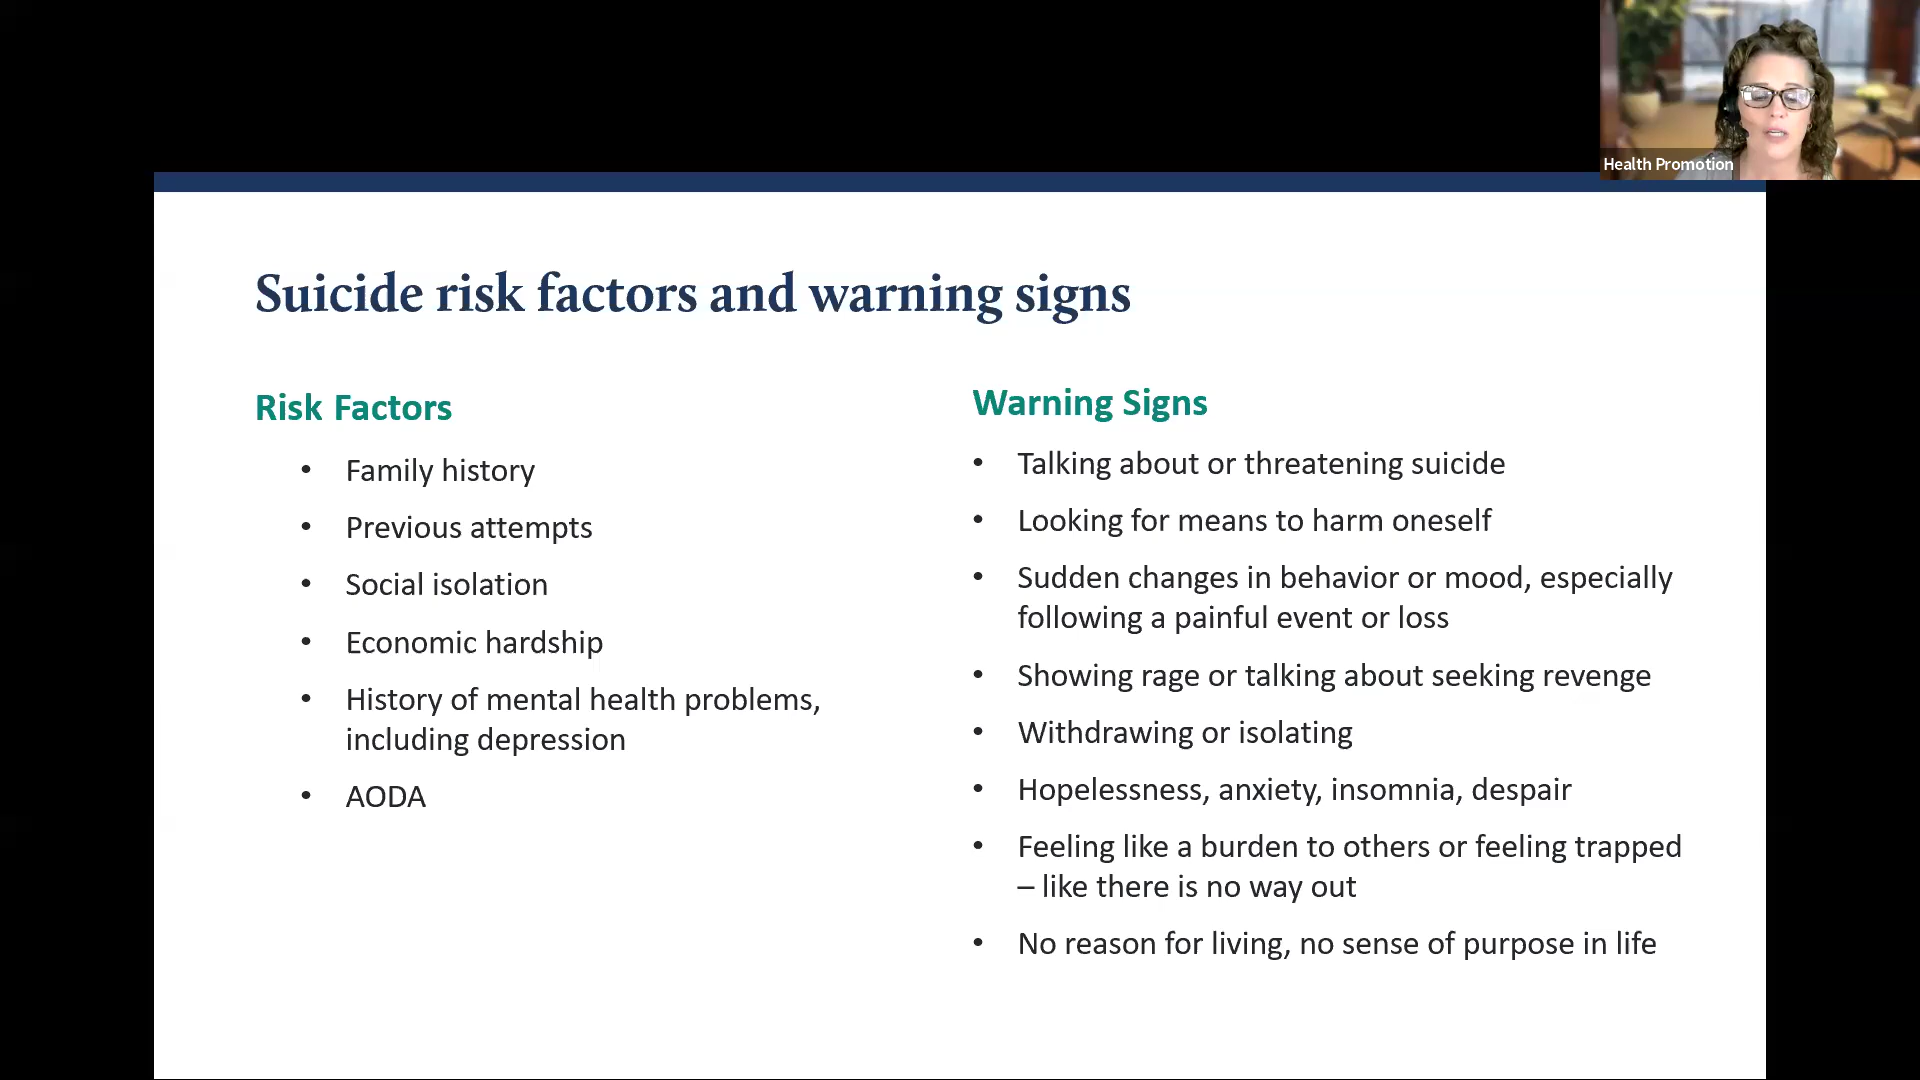 Health Promotion
Suicide risk factors and warning signs
Risk Factors
• Family history
• Previous attempts
• Social isolation
• Economic hardship
• History of mental health problems,
including depression
• AODA
Warning Signs
• Talking about or threatening suicide
• Looking for means to harm oneself
• Sudden changes in behavior or mood, especially
following a painful event or loss
• Showing rage or talking about seeking revenge
• Withdrawing or isolating
• Hopelessness, anxiety, insomnia, despair
• Feeling like a burden to others or feeling trapped
– like there is no way out
• No reason for living, no sense of purpose in life